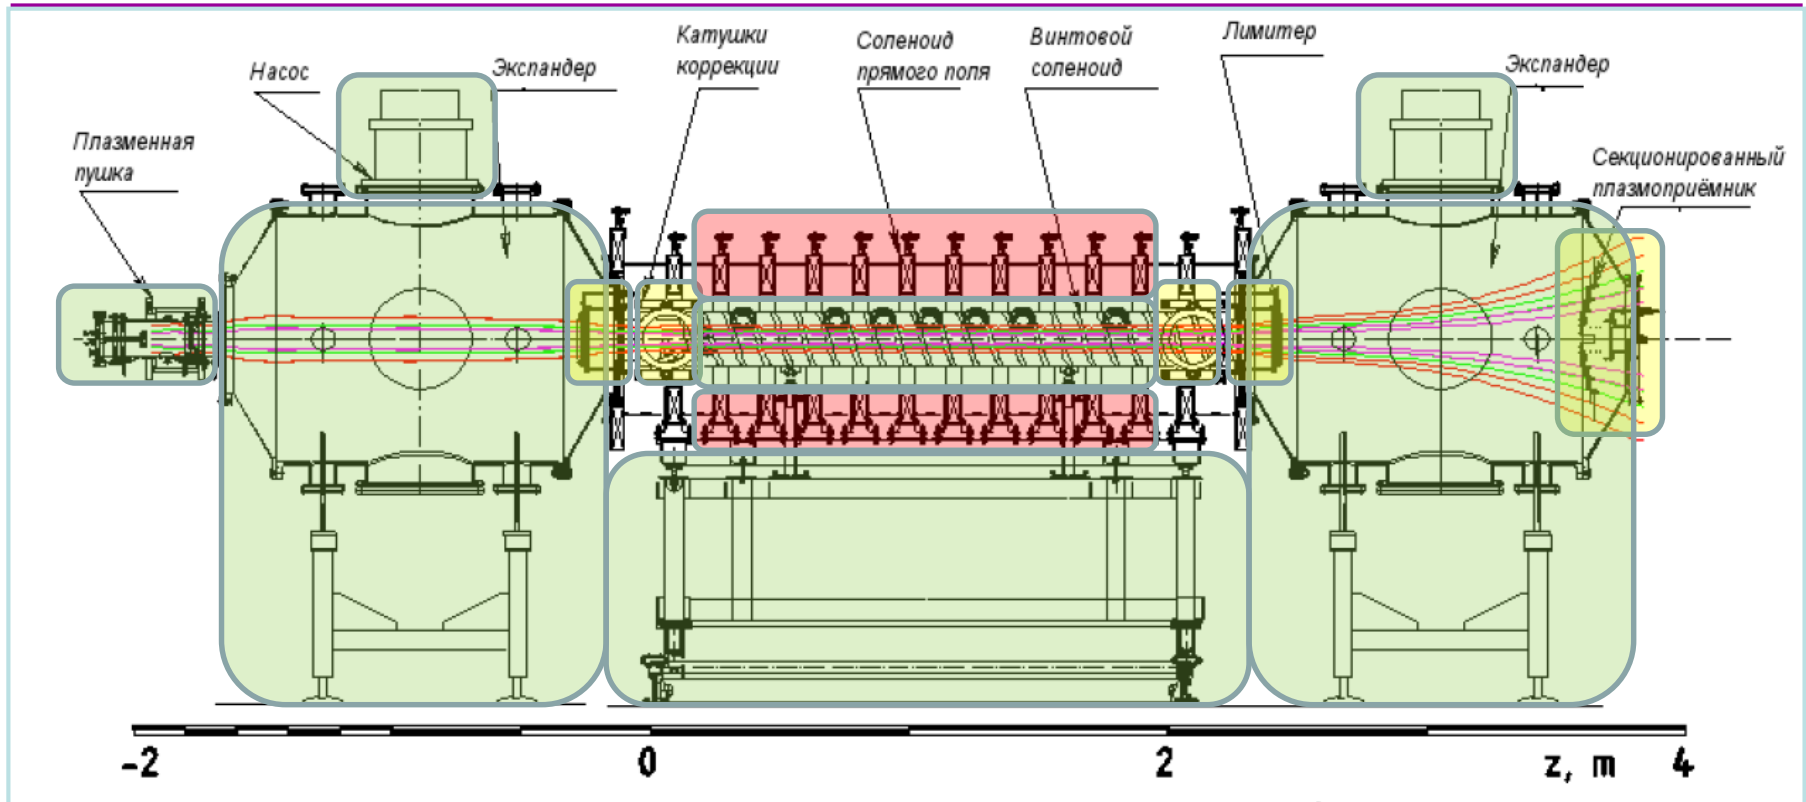 Плазменная
пушка
Насос
Экспандер
Катушки
коррекции
Соленоид
прямого поля
Винтовой
соленоид
Лимитер
Экспандер
Секционированный
плазмоприёмник
-2 0 2 z, m 4